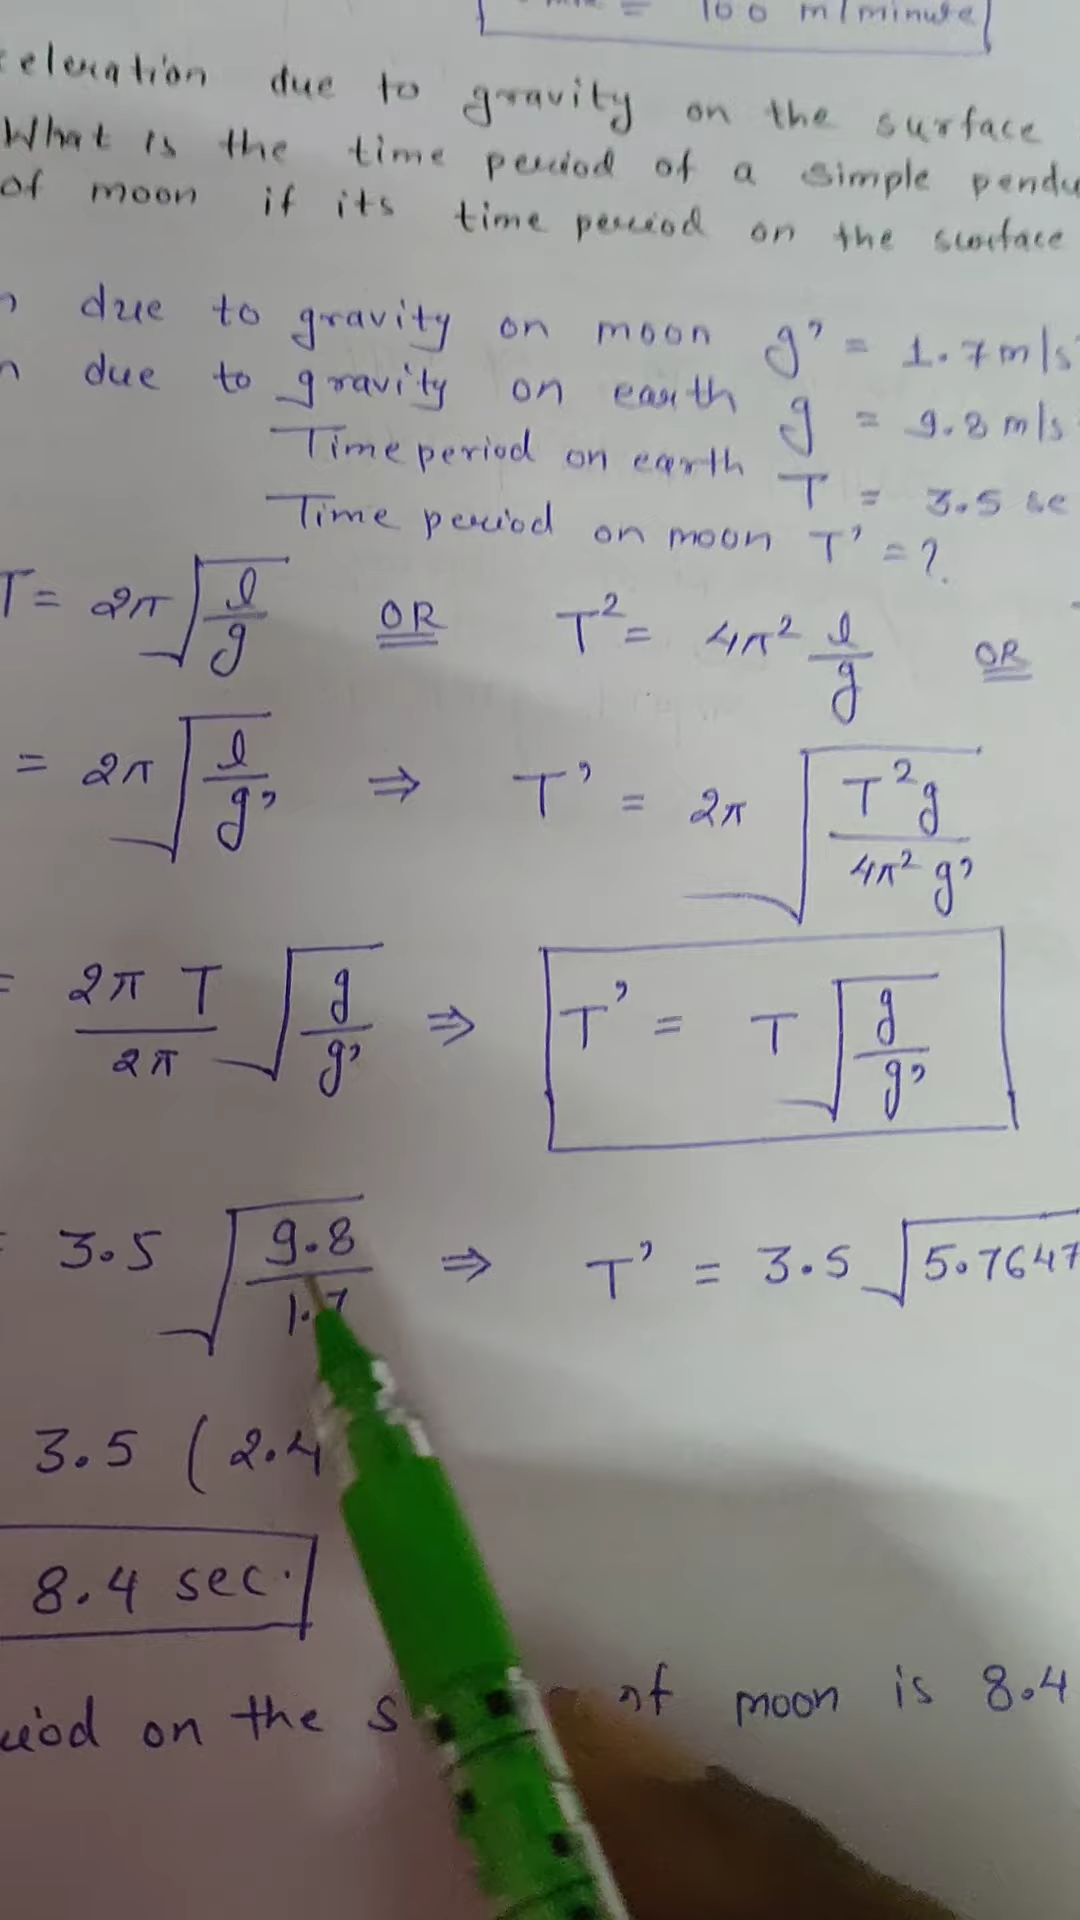 = 100 m/minute
celeration due to gravity on the surface
What is the time period of a simple pendu
of moon if its time period on the surface
n due to gravity on moon g' = 1.7 m/s
n due to gravity on earth g = 9.8 m/s
Time period on earth T = 3.5 se
Time period on moon T' = ?
T = 2π √(l/g) OR T² = 4π² l/g OR
= 2π √(l/g') ⇒ T' = 2π √(T²g/4π²g')
= 2π T/2π √(g/g') ⇒ T' = T √(g/g')
= 3.5 √(9.8/1.7) ⇒ T' = 3.5 √5.7647
3.5 (2.4
8.4 sec.
riod on the s of moon is 8.4